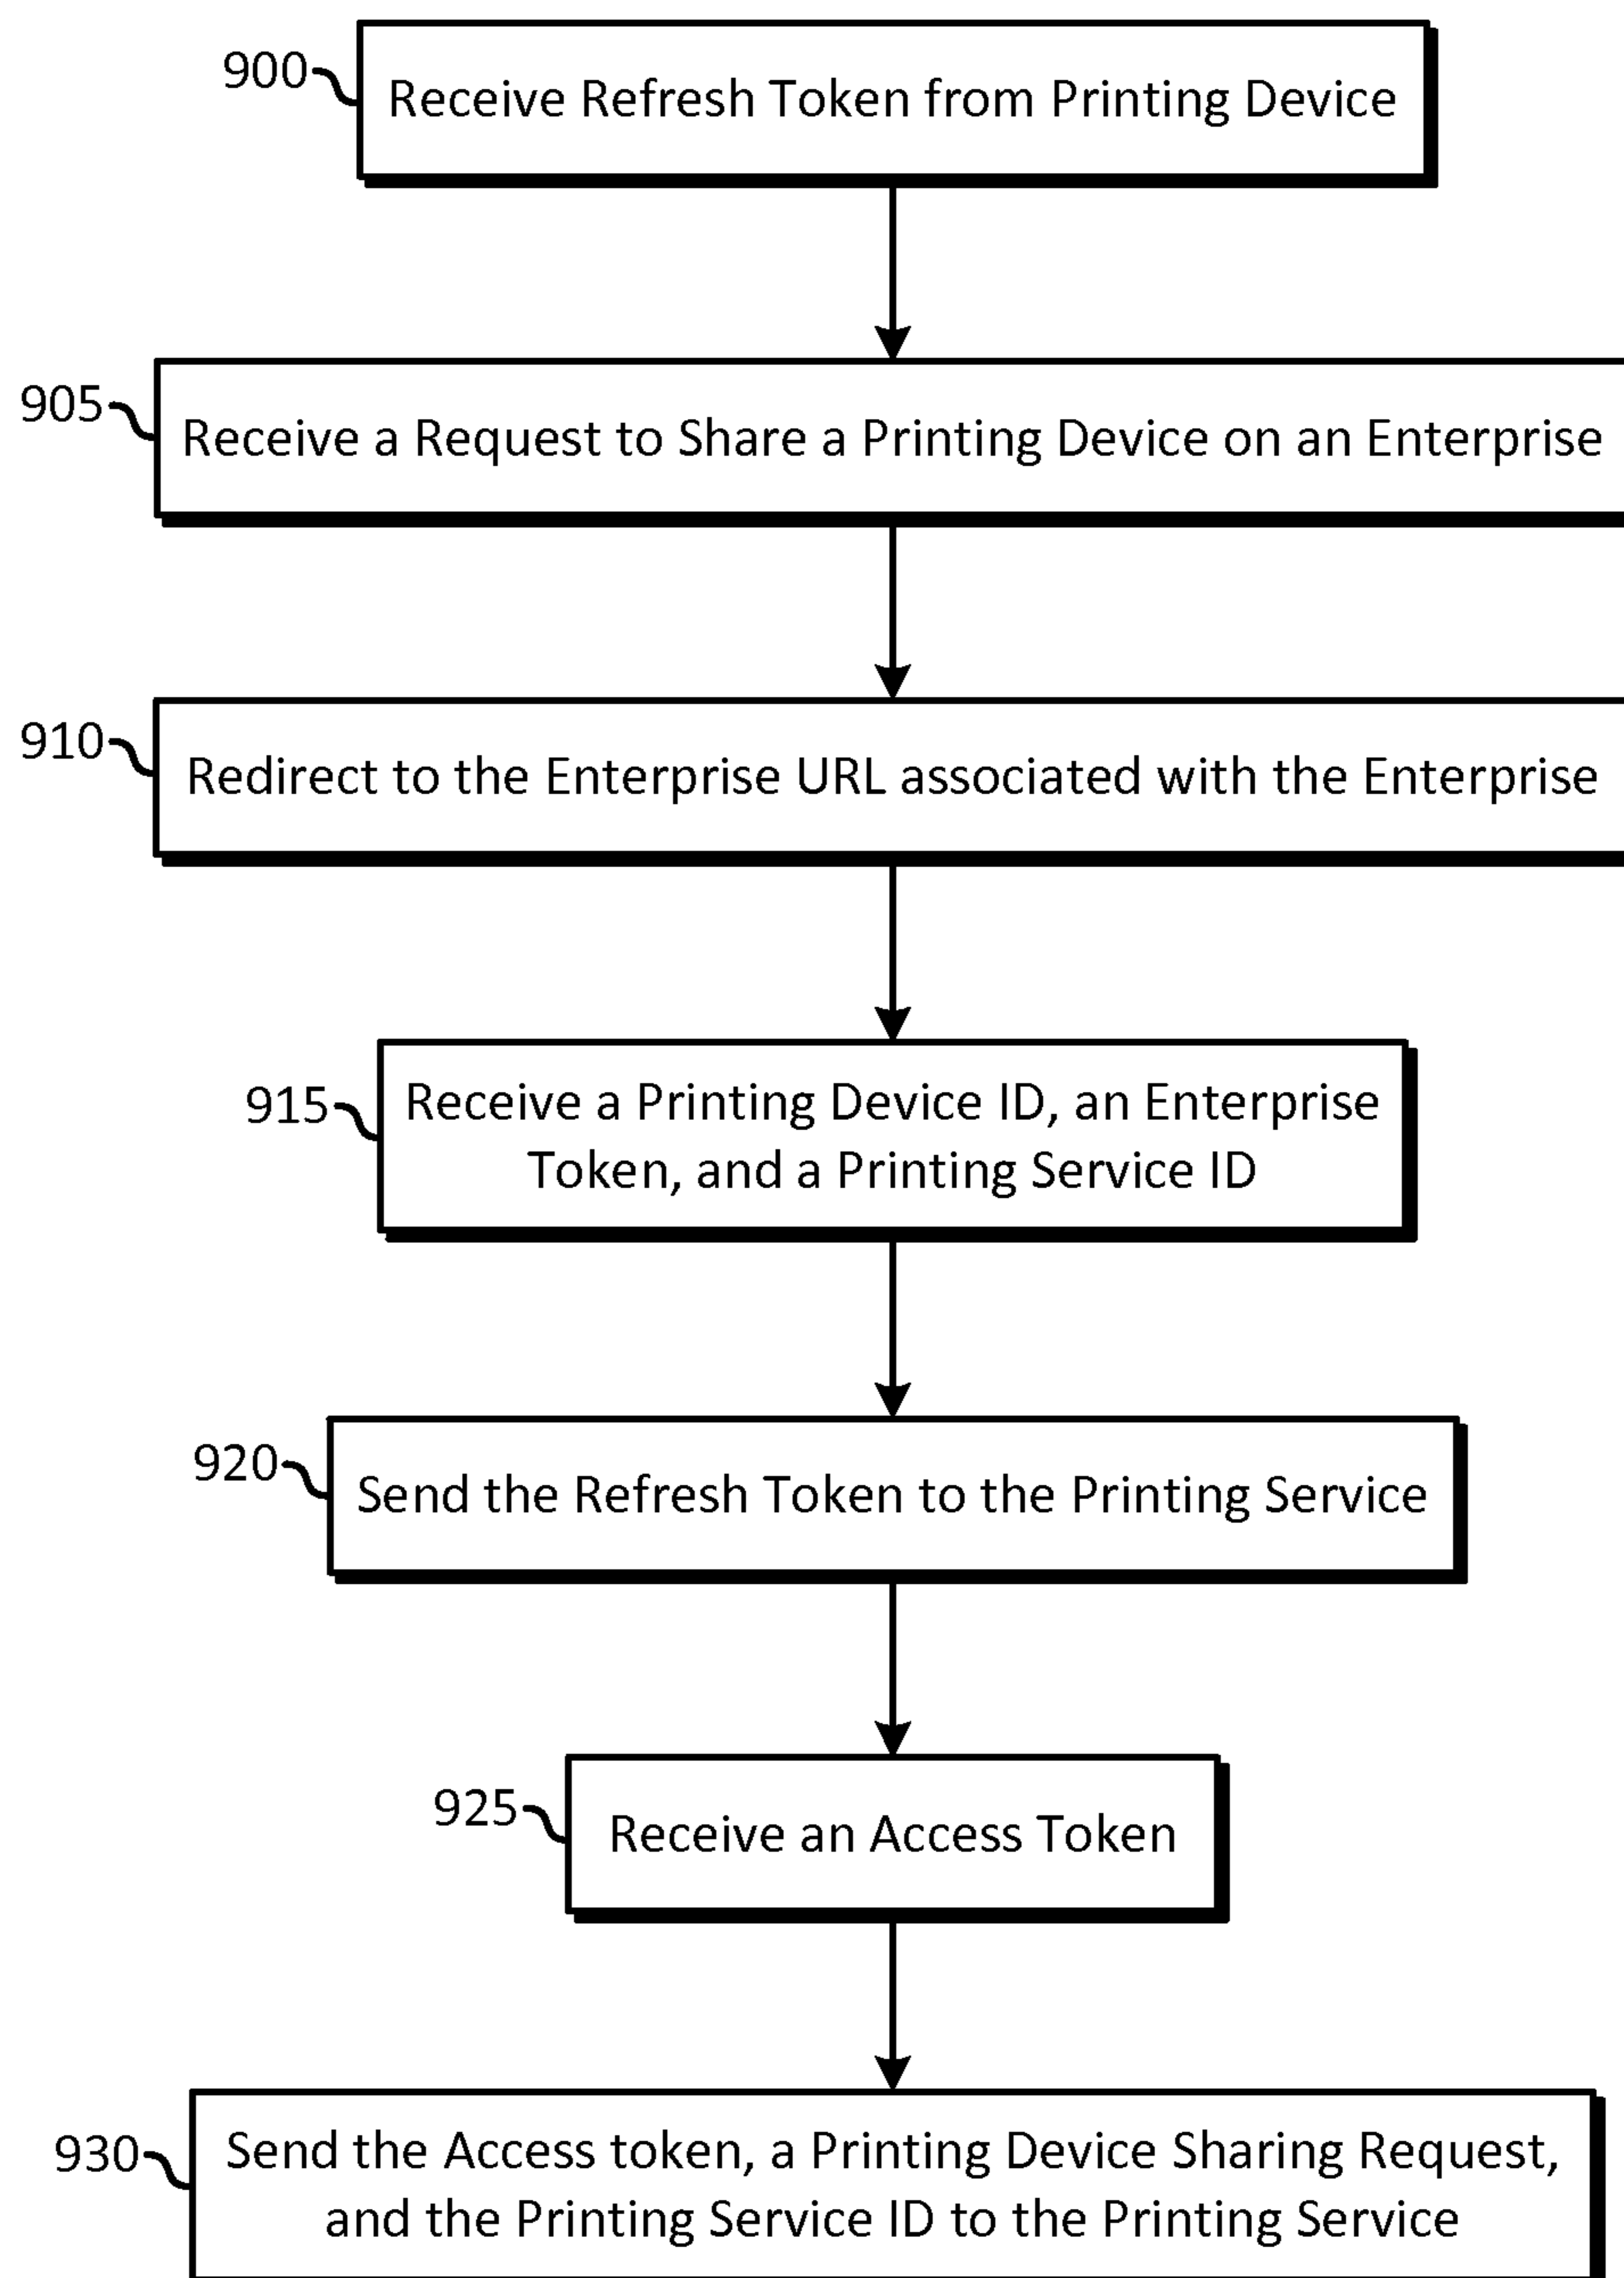 900
Receive Refresh Token from Printing Device
905
Receive a Request to Share a Printing Device on an Enterprise
910
Redirect to the Enterprise URL associated with the Enterprise
915
Receive a Printing Device ID, an Enterprise
Token, and a Printing Service ID
920
Send the Refresh Token to the Printing Service
925
Receive an Access Token
930
Send the Access token, a Printing Device Sharing Request,
and the Printing Service ID to the Printing Service